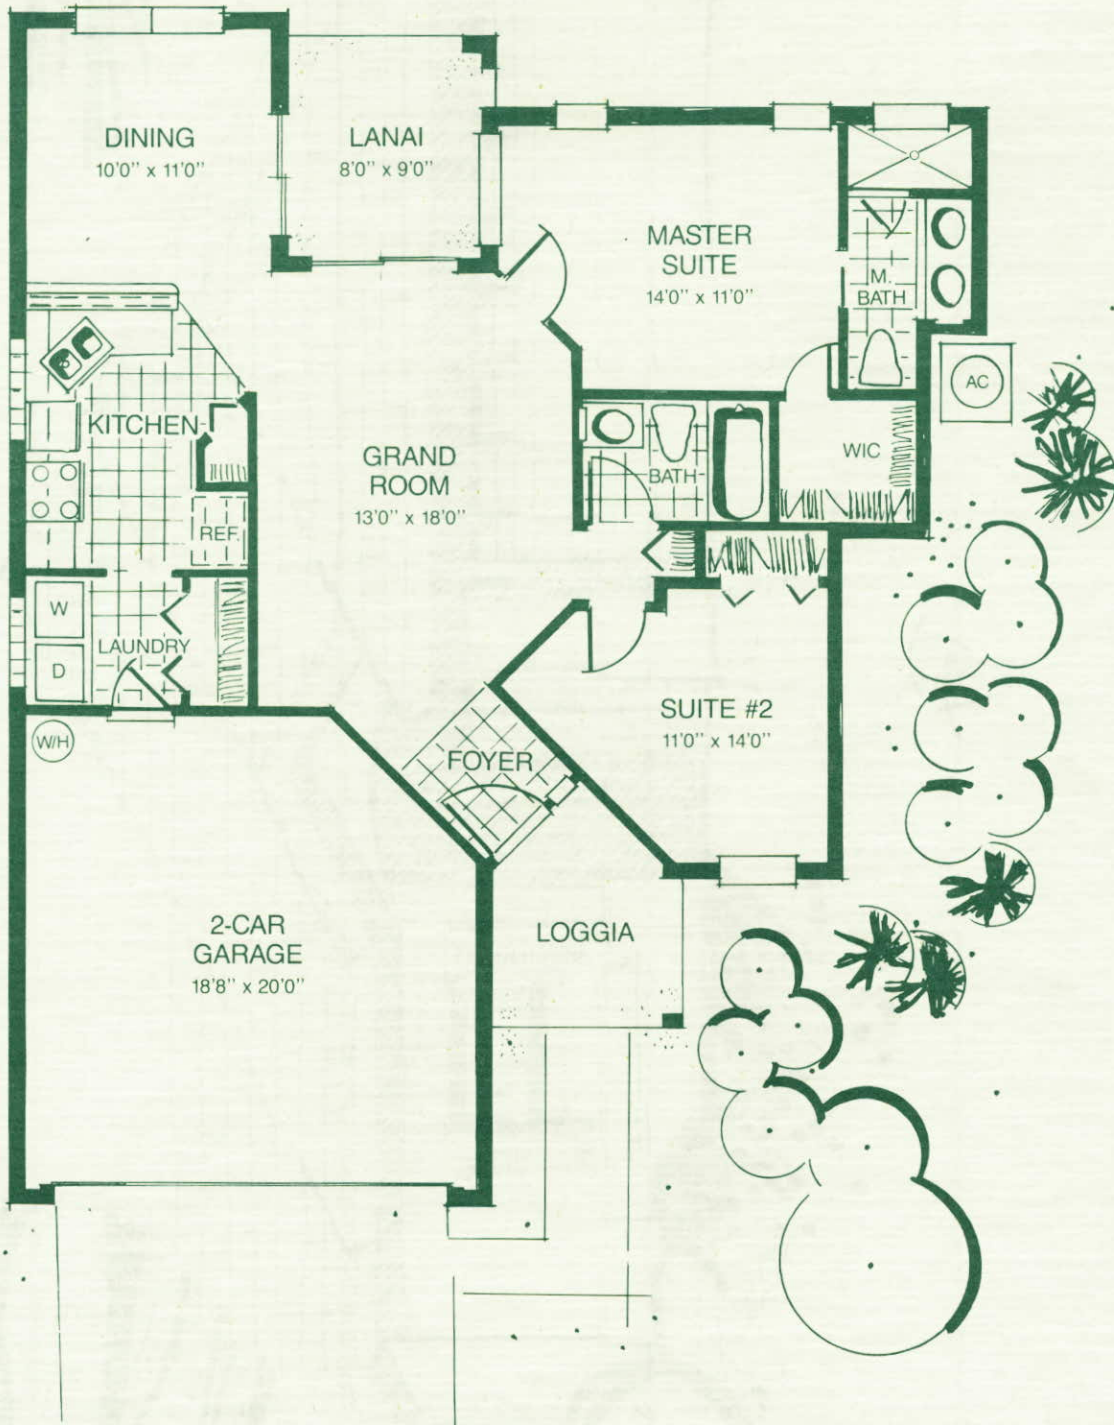 DINING
10'0" x 11'0"
LANAI
8'0" x 9'0"
MASTER
SUITE
14'0" x 11'0"
M.
BATH
AC
KITCHEN
GRAND
ROOM
13'0" x 18'0"
BATH
WIC
REF.
W
LAUNDRY
D
SUITE #2
11'0" x 14'0"
W/H
FOYER
2-CAR
GARAGE
18'8" x 20'0"
LOGGIA